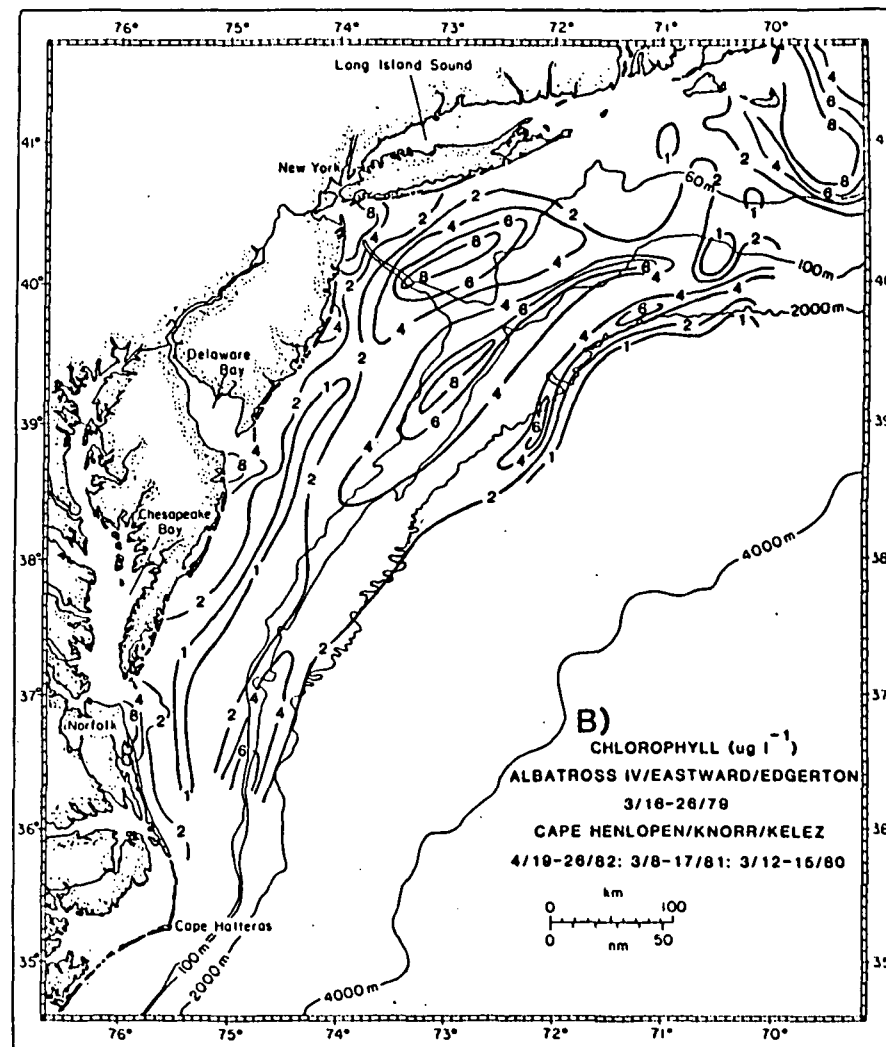 76° 75° 74° 73° 72° 71° 70°
Long Island Sound
41°
New York
60m
40°
100m
2000m
Delaware
Bay
39°
Chesapeake
Bay
38°
4000m
37°
Norfolk
B)
CHLOROPHYLL (ug l⁻¹)
ALBATROSS IV/EASTWARD/EDGERTON
3/16-26/79
36°
CAPE HENLOPEN/KNORR/KELEZ
4/19-26/82: 3/8-17/81: 3/12-15/80
km
0 100
0 50
nm
Cape Hatteras
35°
100m
2000m
4000m
76° 75° 74° 73° 72° 71° 70°